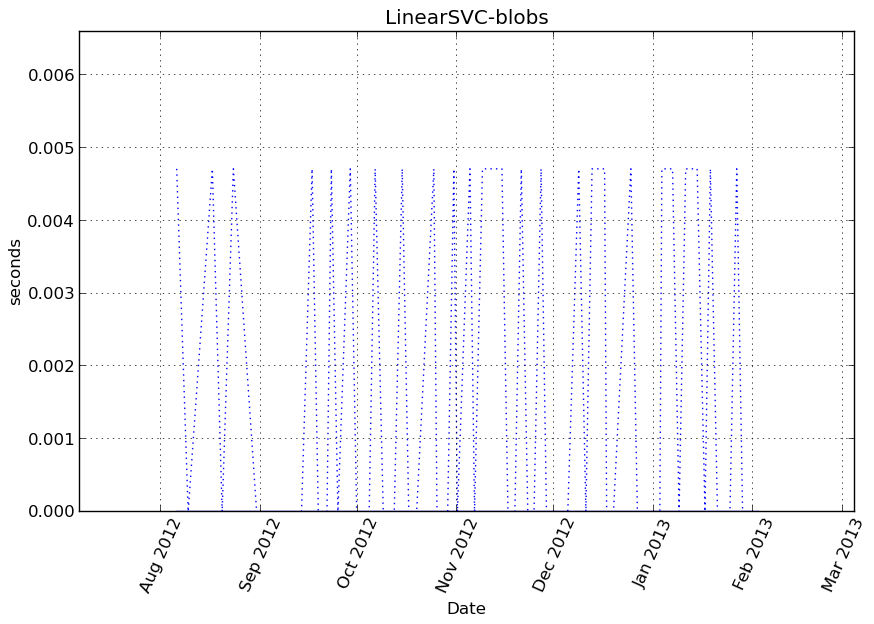 LinearSVC-blobs
0.006
0.005
0.004
0.003
0.002
0.001
0.000
seconds
Aug 2012
Sep 2012
Oct 2012
Nov 2012
Dec 2012
Jan 2013
Feb 2013
Mar 2013
Date